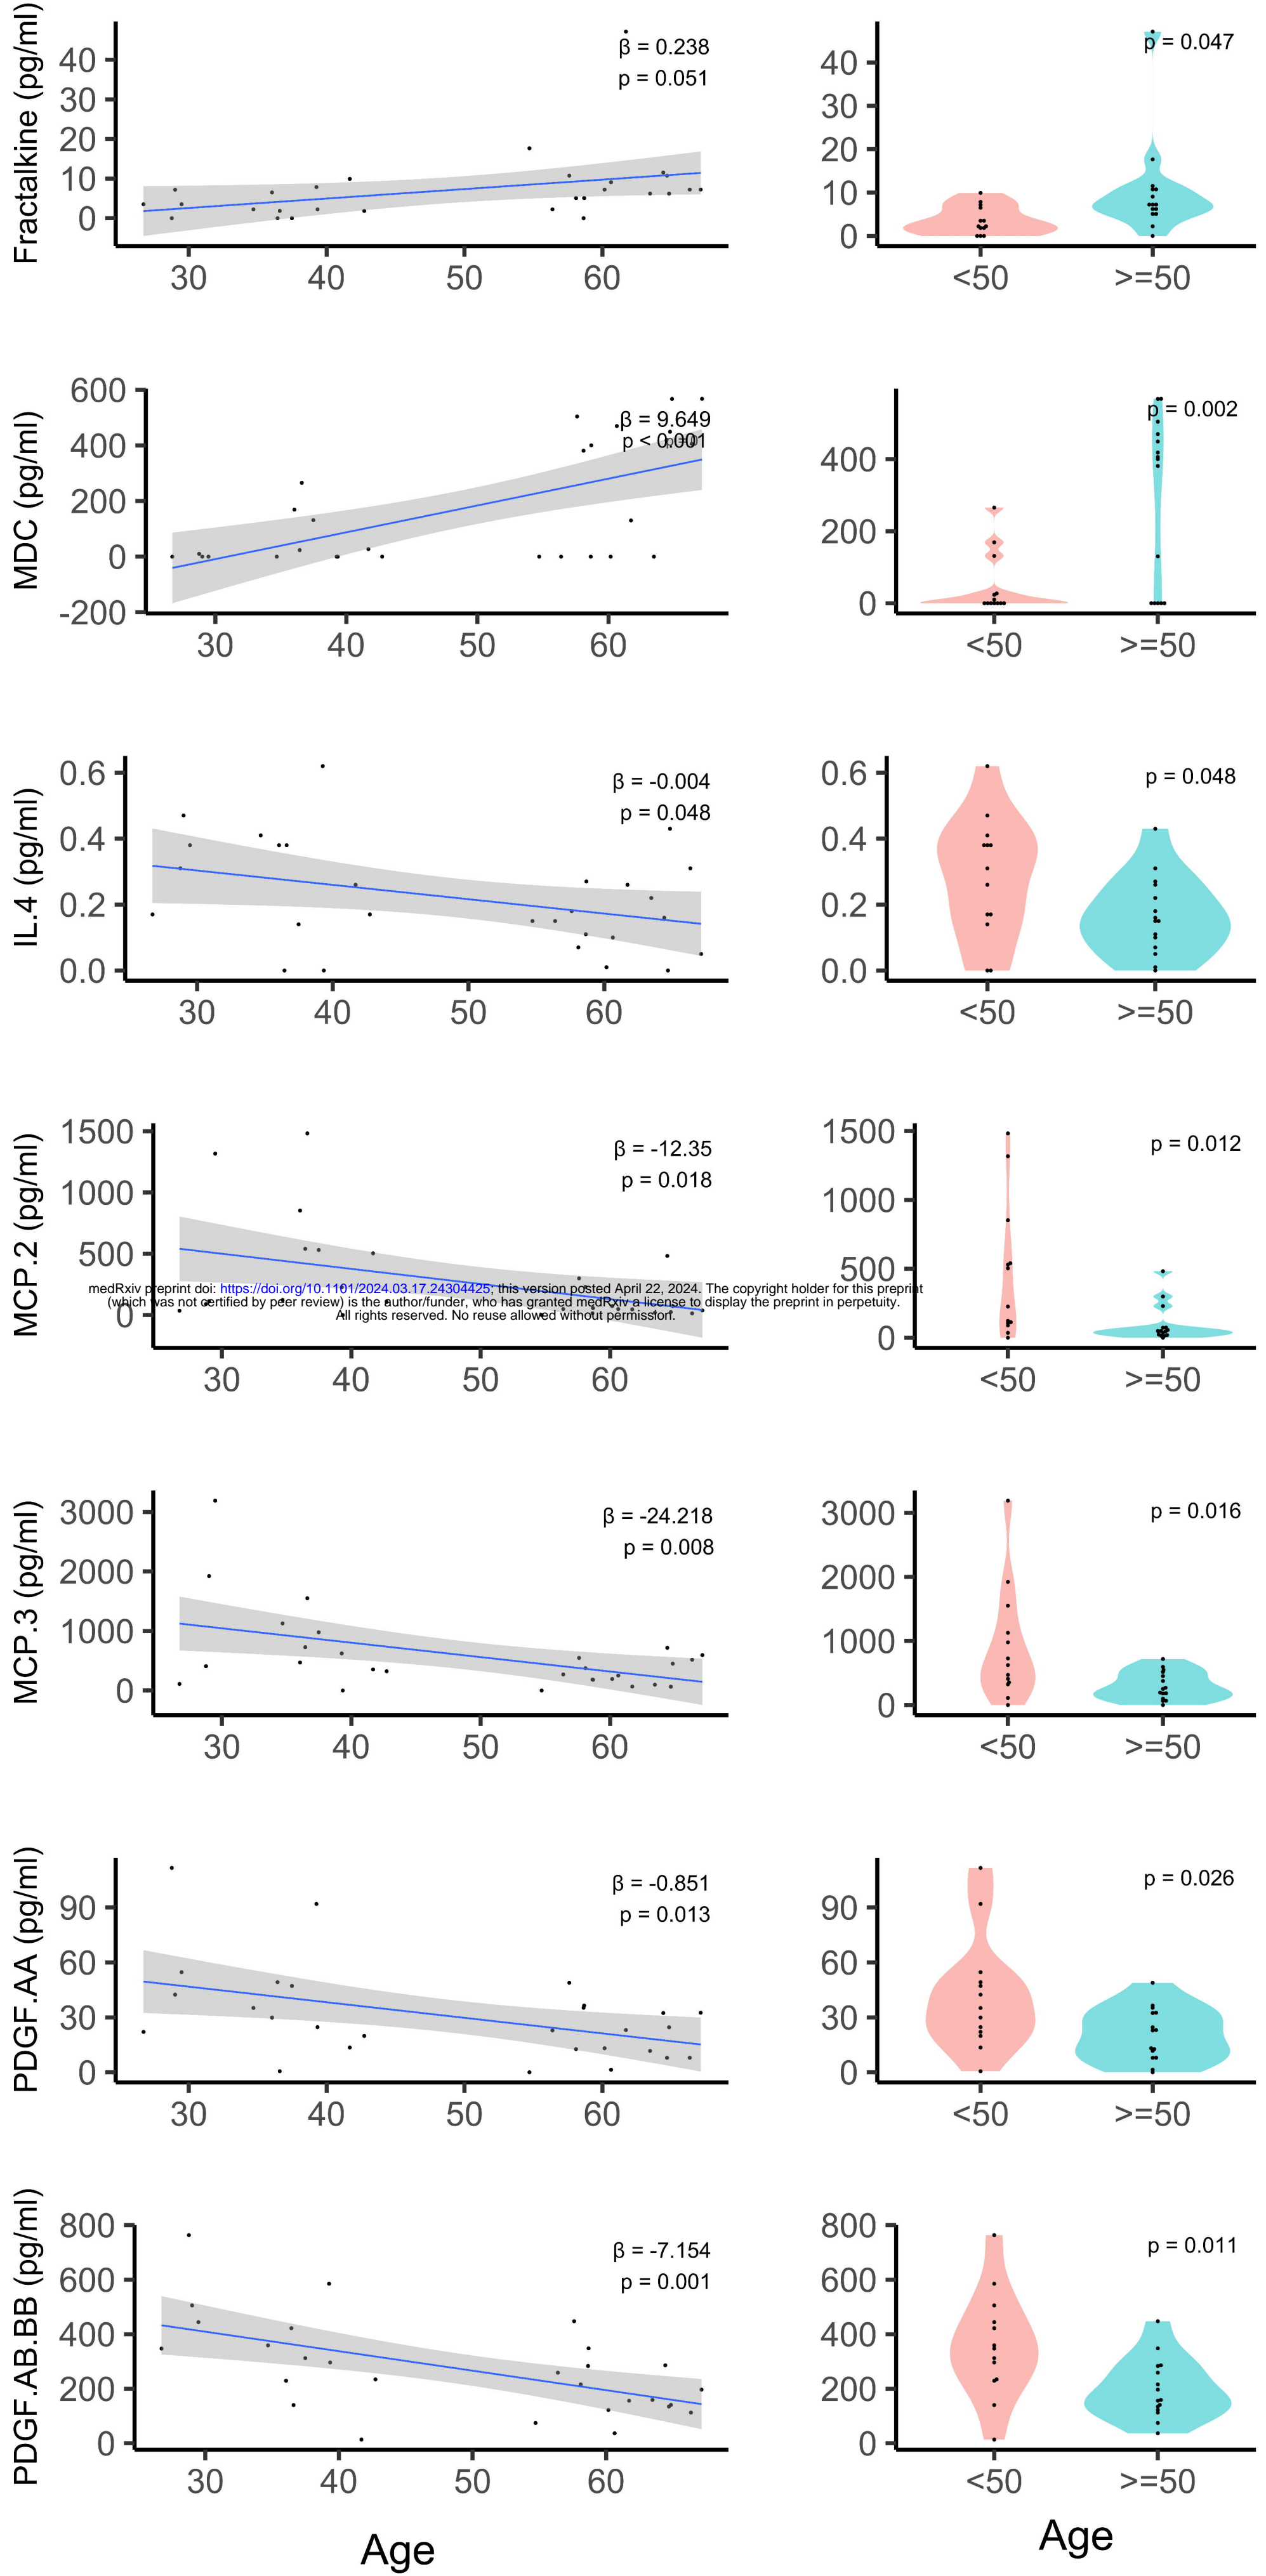 Fractalkine (pg/ml)
40
30
20
10
0
β = 0.238
p = 0.051
30 40 50 60
40
30
20
10
0
p = 0.047
<50 >=50
MDC (pg/ml)
600
400
200
0
-200
β = 9.649
p < 0.001
30 40 50 60
400
200
0
p = 0.002
<50 >=50
IL.4 (pg/ml)
0.6
0.4
0.2
0.0
β = -0.004
p = 0.048
30 40 50 60
0.6
0.4
0.2
0.0
p = 0.048
<50 >=50
MCP.2 (pg/ml)
1500
1000
500
0
β = -12.35
p = 0.018
medRxiv preprint doi: https://doi.org/10.1101/2024.03.17.24304425; this version posted April 22, 2024. The copyright holder for this preprint
(which was not certified by peer review) is the author/funder, who has granted medRxiv a license to display the preprint in perpetuity.
All rights reserved. No reuse allowed without permission.
30 40 50 60
1500
1000
500
0
p = 0.012
<50 >=50
MCP.3 (pg/ml)
3000
2000
1000
0
β = -24.218
p = 0.008
30 40 50 60
3000
2000
1000
0
p = 0.016
<50 >=50
PDGF.AA (pg/ml)
90
60
30
0
β = -0.851
p = 0.013
30 40 50 60
90
60
30
0
p = 0.026
<50 >=50
PDGF.AB.BB (pg/ml)
800
600
400
200
0
β = -7.154
p = 0.001
30 40 50 60
Age
800
600
400
200
0
p = 0.011
<50 >=50
Age